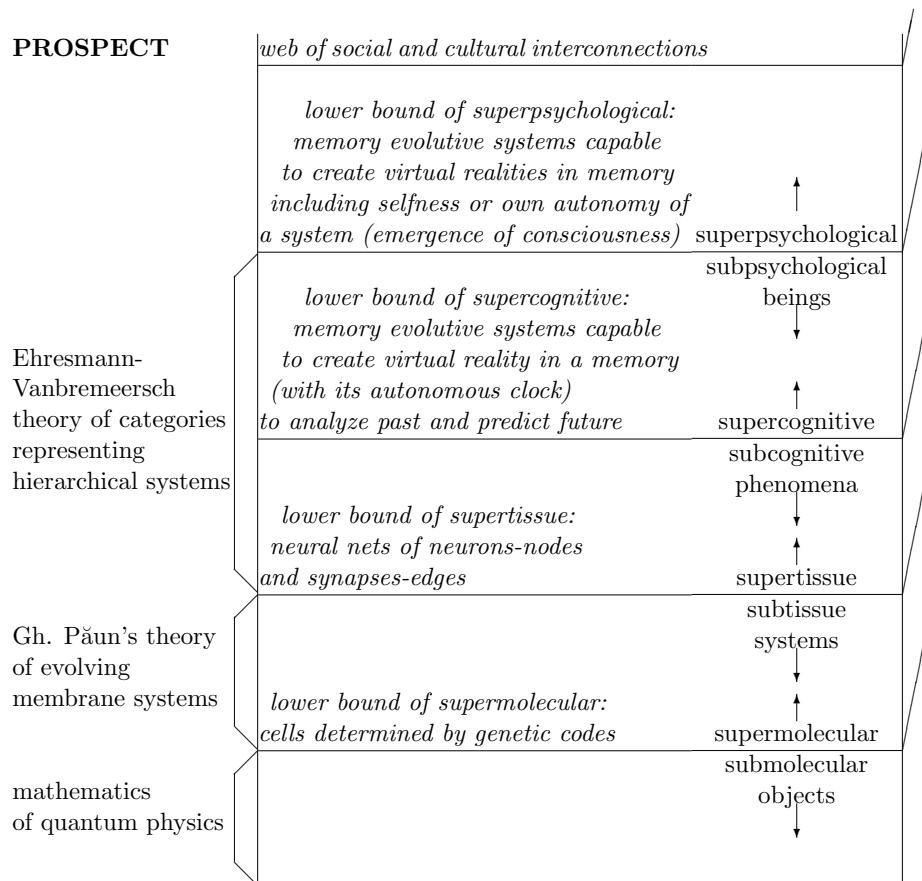 PROSPECT
web of social and cultural interconnections
lower bound of superpsychological:
memory evolutive systems capable
to create virtual realities in memory
including selfness or own autonomy of
a system (emergence of consciousness)
superpsychological
subpsychological
beings
lower bound of supercognitive:
memory evolutive systems capable
to create virtual reality in a memory
(with its autonomous clock)
to analyze past and predict future
supercognitive
Ehresmann-
Vanbremeersch
theory of categories
representing
hierarchical systems
subcognitive
phenomena
lower bound of supertissue:
neural nets of neurons-nodes
and synapses-edges
supertissue
subtissue
systems
Gh. Păun's theory
of evolving
membrane systems
lower bound of supermolecular:
cells determined by genetic codes
supermolecular
submolecular
objects
mathematics
of quantum physics